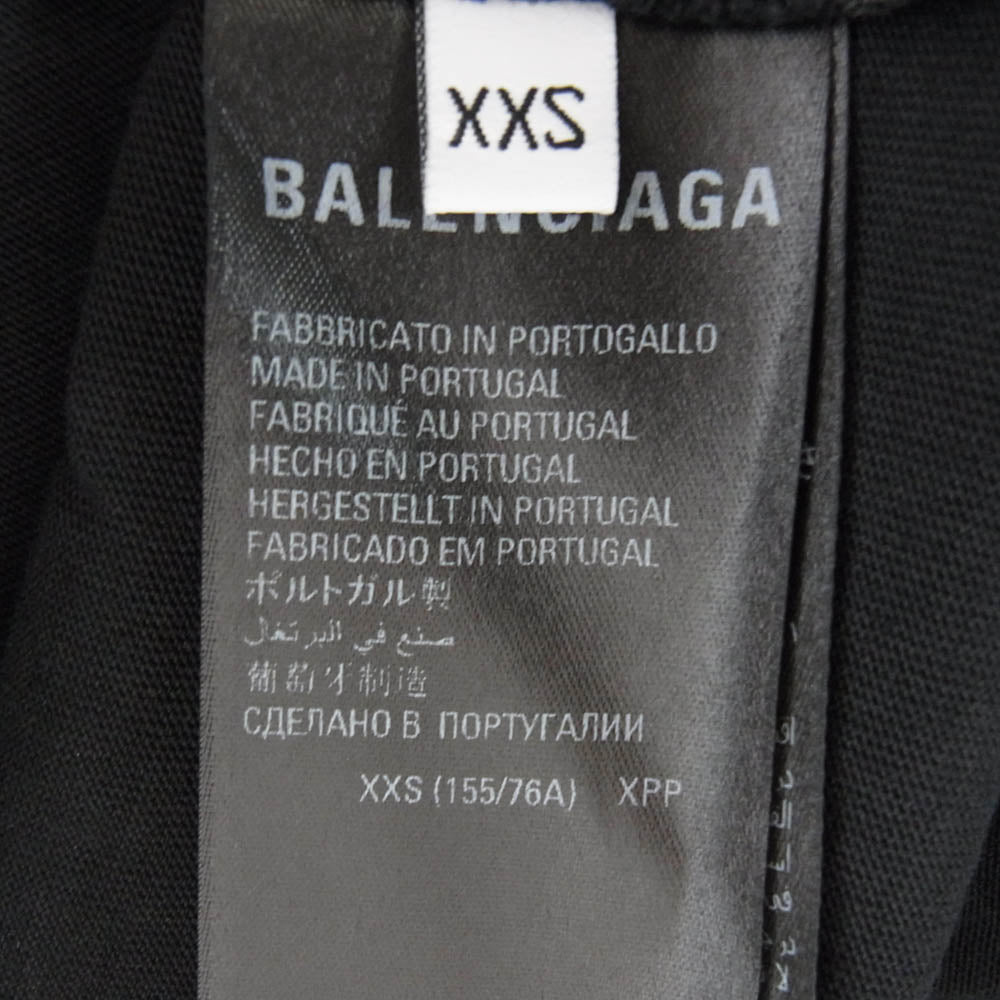 XXS
BALENCIAGA
FABBRICATO IN PORTOGALLO
MADE IN PORTUGAL
FABRIQUÉ AU PORTUGAL
HECHO EN PORTUGAL
HERGESTELLT IN PORTUGAL
FABRICADO EM PORTUGAL
ポルトガル製
صنع في البرتغال
葡萄牙制造
СДЕЛАНО В ПОРТУГАЛИИ
XXS (155/76A) XPP